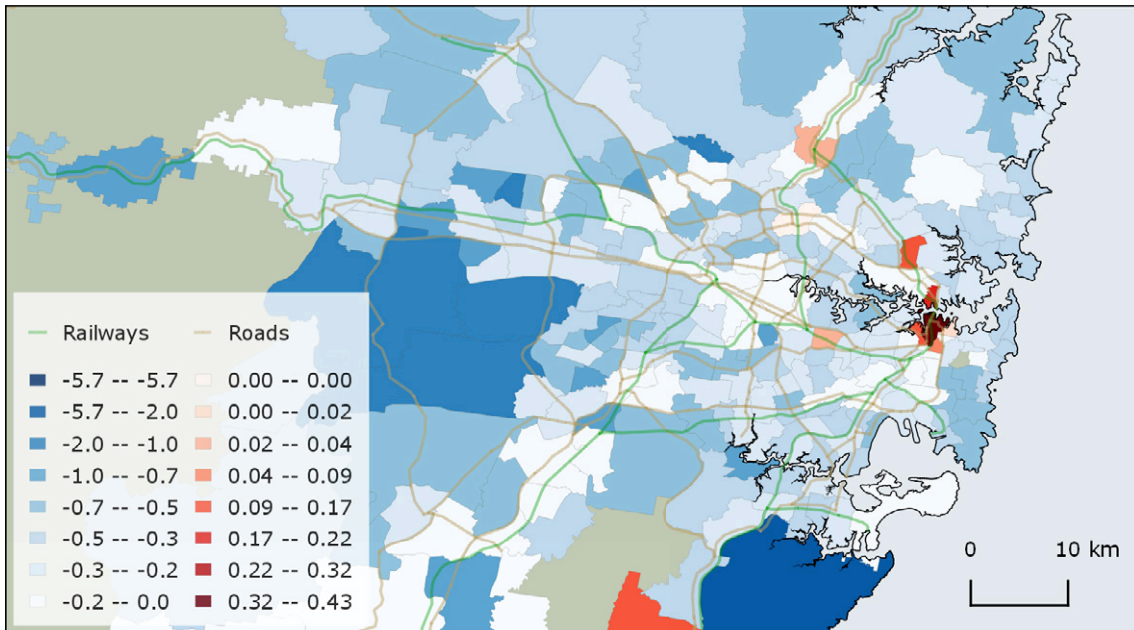 Railways Roads
-5.7 -- -5.7 0.00 -- 0.00
-5.7 -- -2.0 0.00 -- 0.02
-2.0 -- -1.0 0.02 -- 0.04
-1.0 -- -0.7 0.04 -- 0.09
-0.7 -- -0.5 0.09 -- 0.17
-0.5 -- -0.3 0.17 -- 0.22
-0.3 -- -0.2 0.22 -- 0.32
-0.2 -- 0.0 0.32 -- 0.43
0 10 km